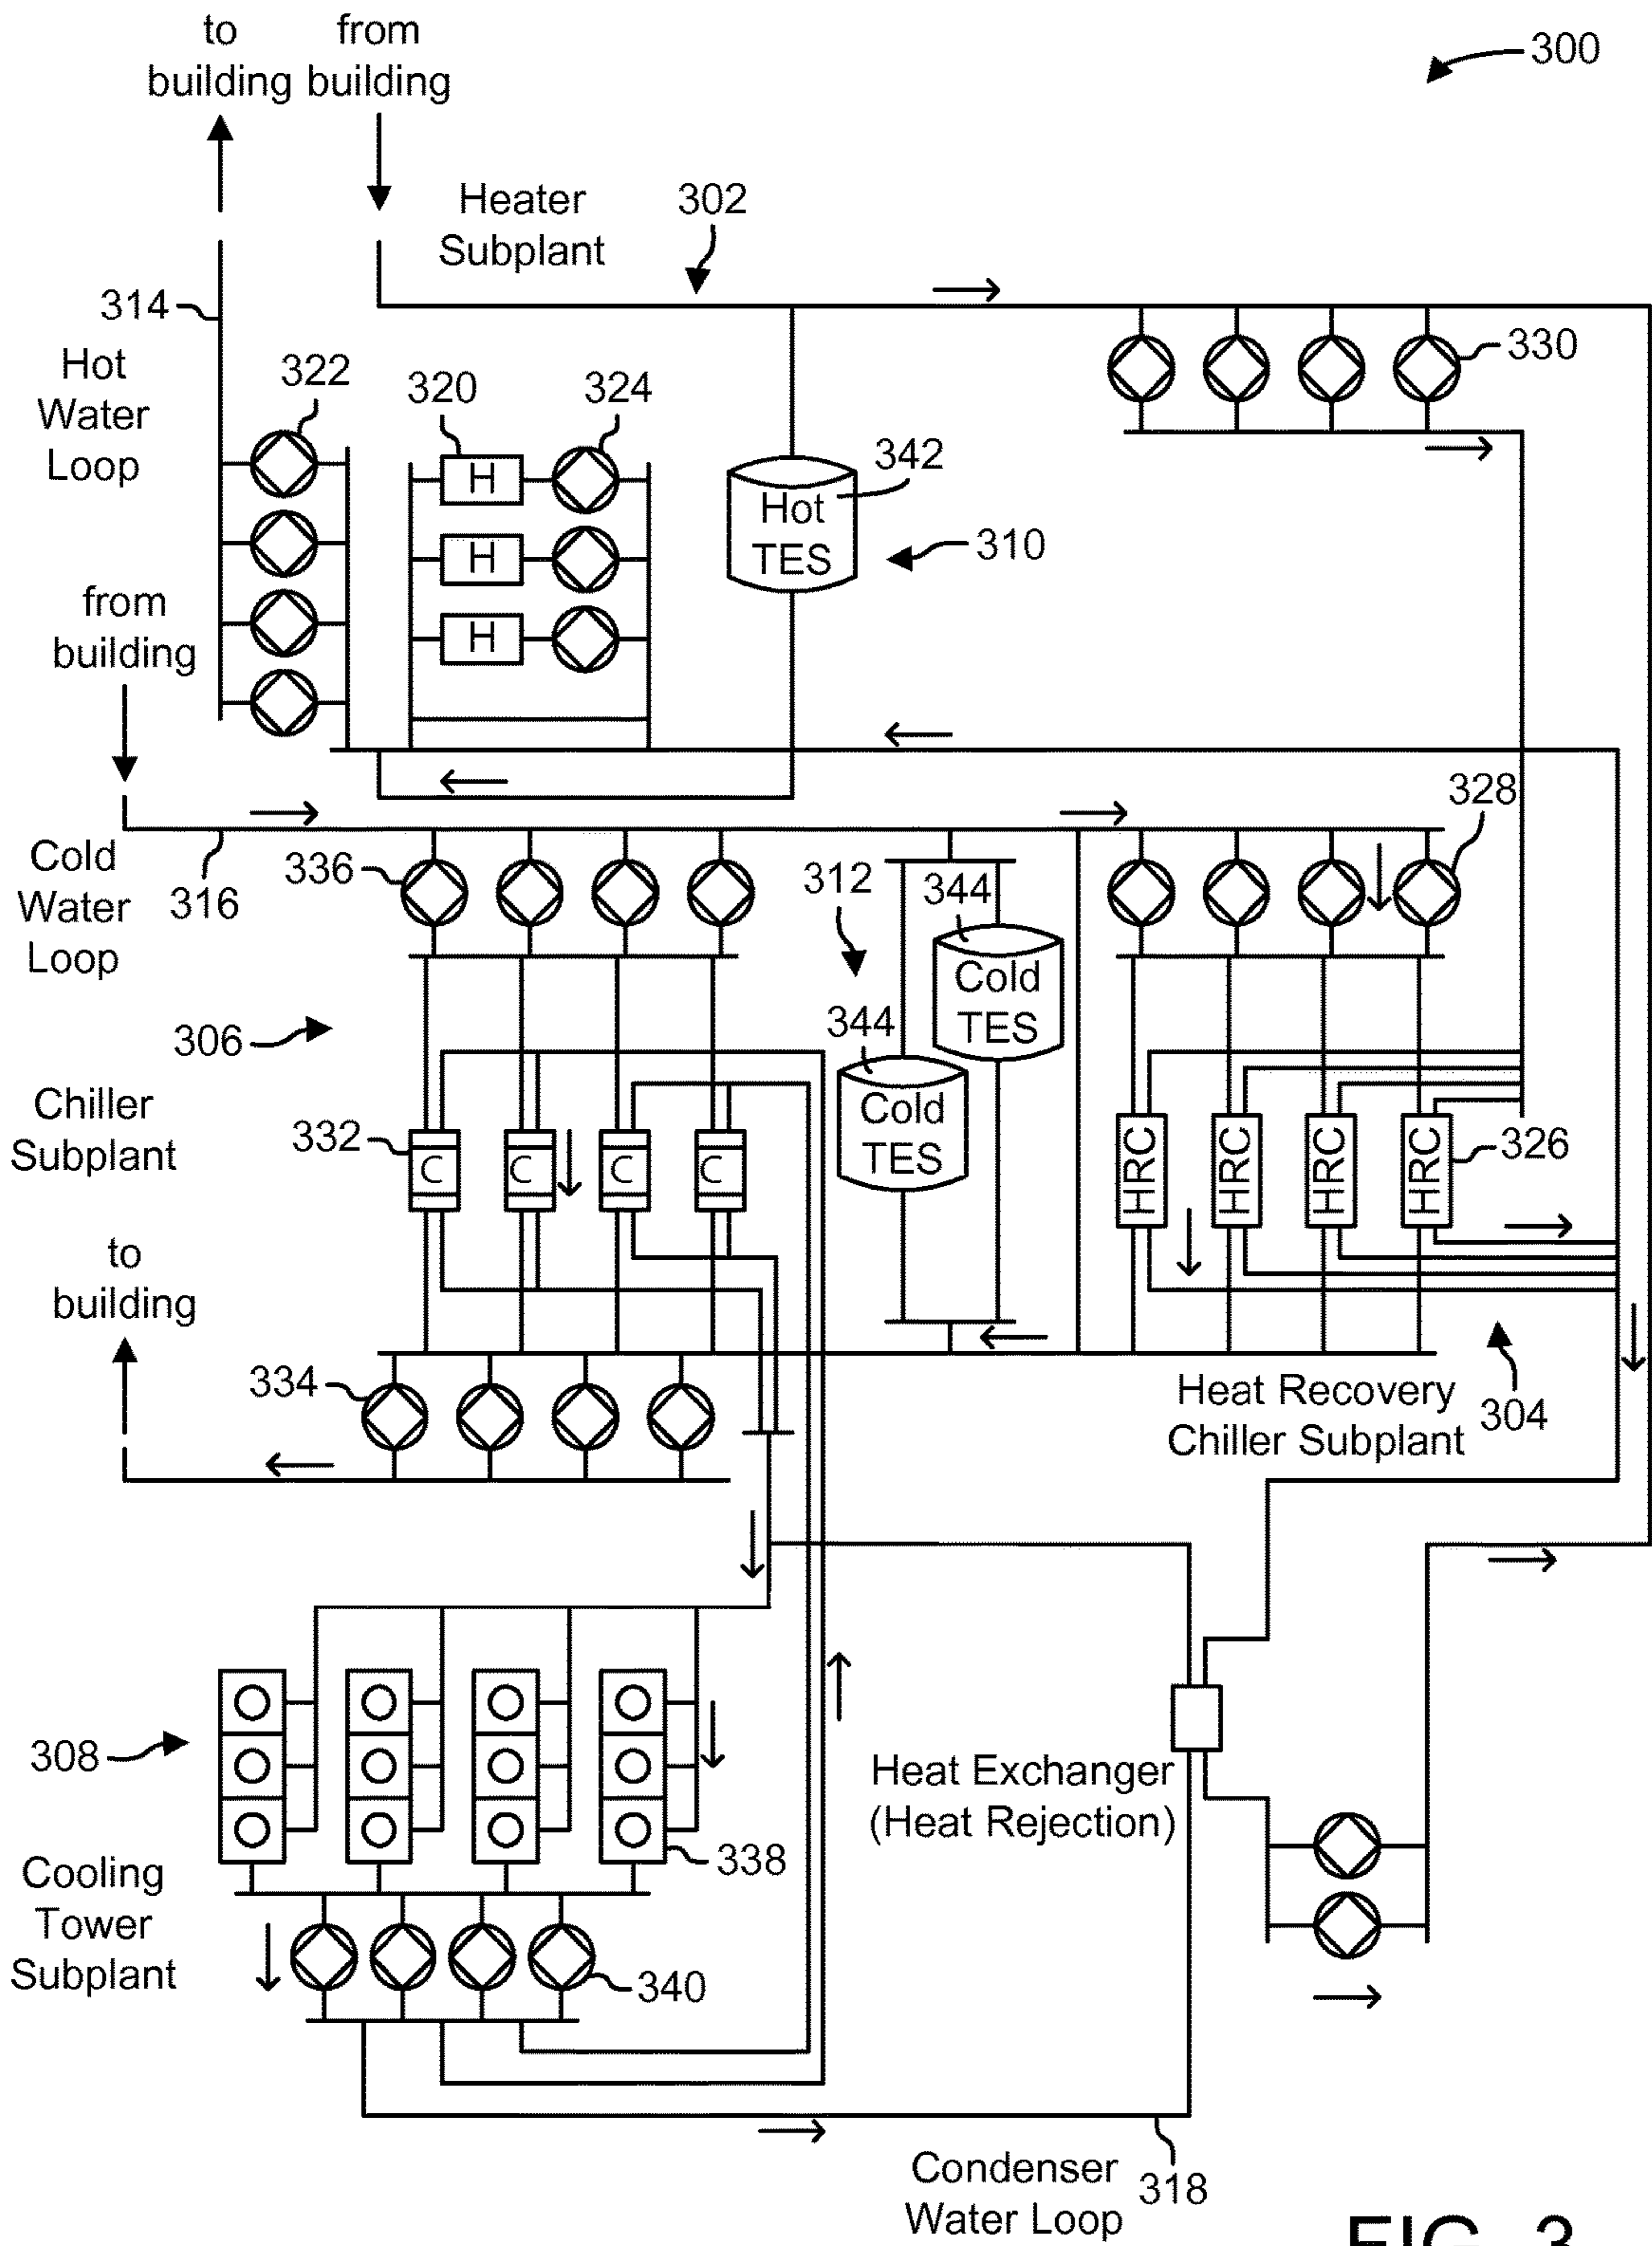 to
building
from
building
300
Heater
Subplant
302
314
Hot
Water
Loop
322
320
324
330
H
H
H
Hot
TES
342
310
from
building
328
Cold
Water
Loop
316
336
312
344
Cold
TES
344
Cold
TES
306
Chiller
Subplant
332
C
C
C
C
HRC
HRC
HRC
HRC
326
to
building
334
Heat Recovery
Chiller Subplant
304
308
Heat Exchanger
(Heat Rejection)
338
Cooling
Tower
Subplant
340
Condenser
Water Loop
318
FIG. 3